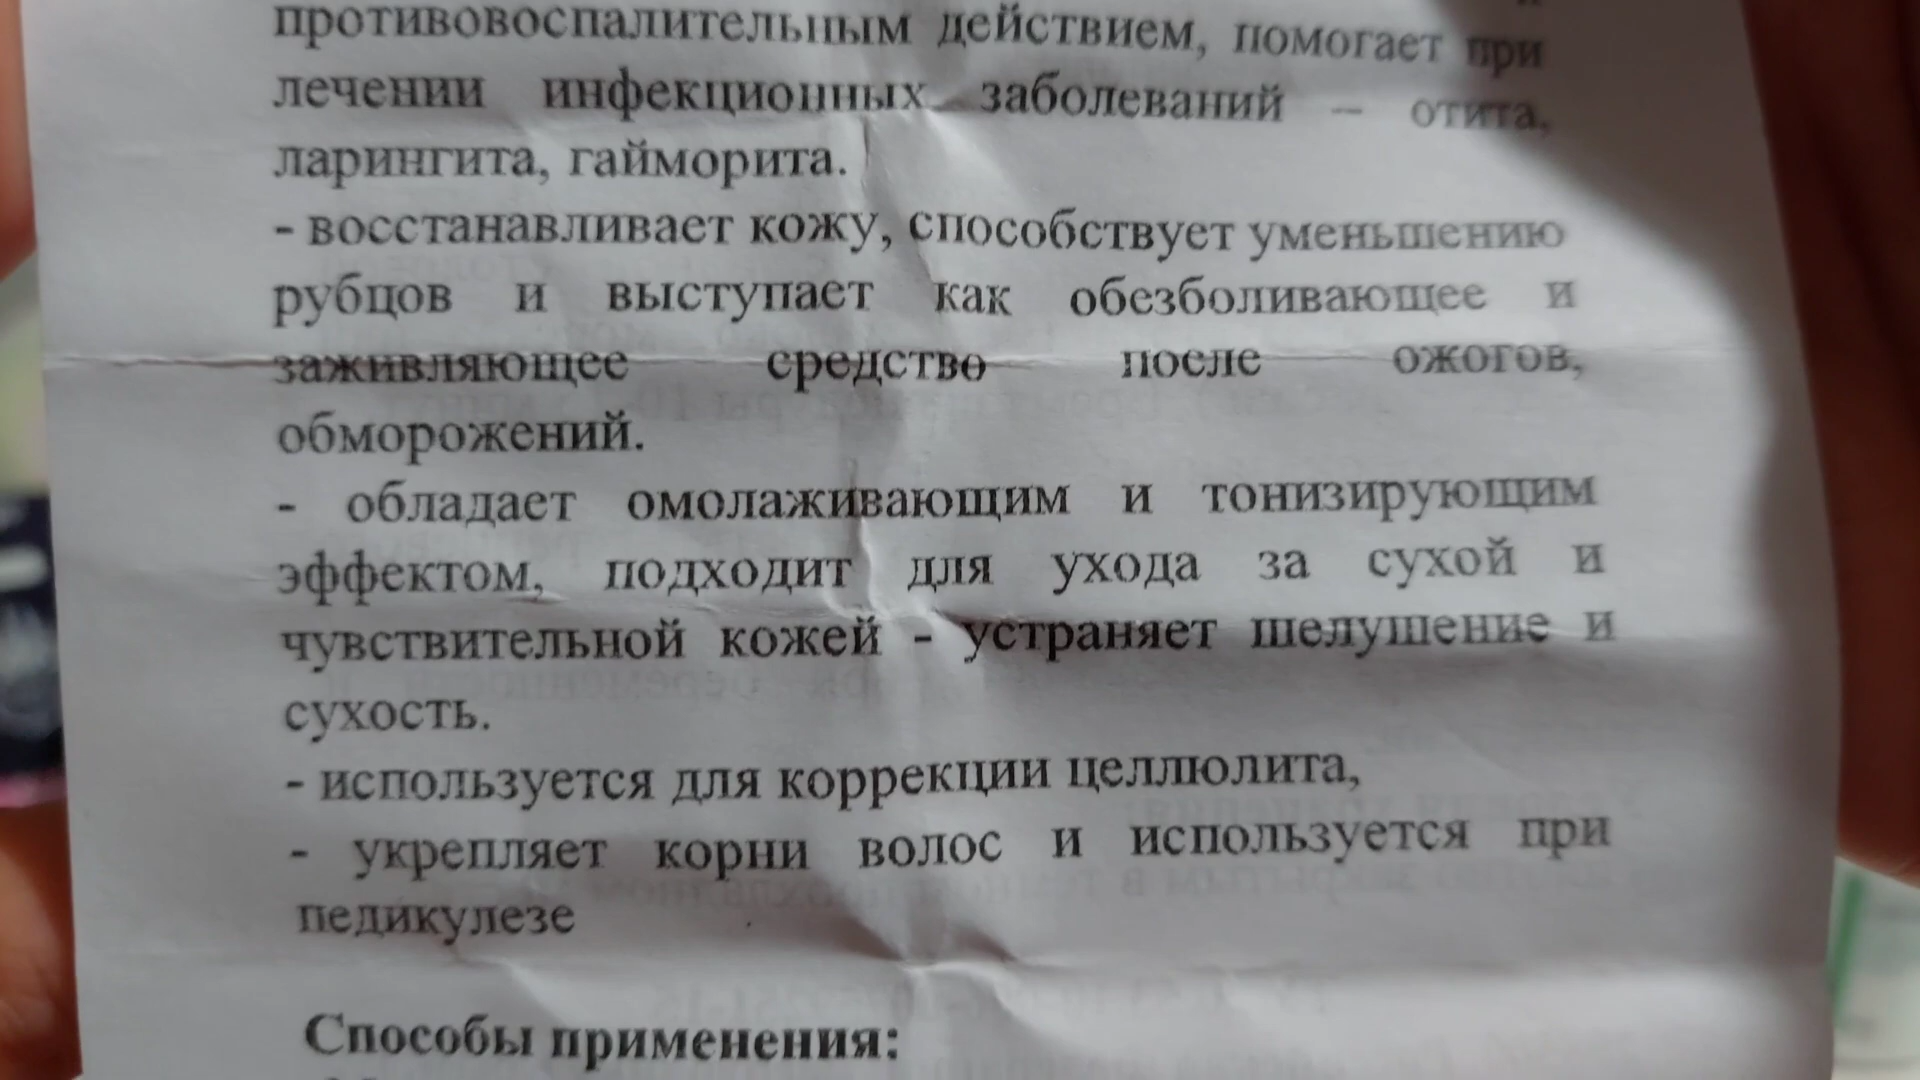 противовоспалительным действием, помогает при
лечении инфекционных заболеваний – отита,
ларингита, гайморита.
- восстанавливает кожу, способствует уменьшению
рубцов и выступает как обезболивающее и
заживляющее средство после ожогов,
обморожений.
- обладает омолаживающим и тонизирующим
эффектом, подходит для ухода за сухой и
чувствительной кожей - устраняет шелушение и
сухость.
- используется для коррекции целлюлита,
- укрепляет корни волос и используется при
педикулезе
Способы применения: